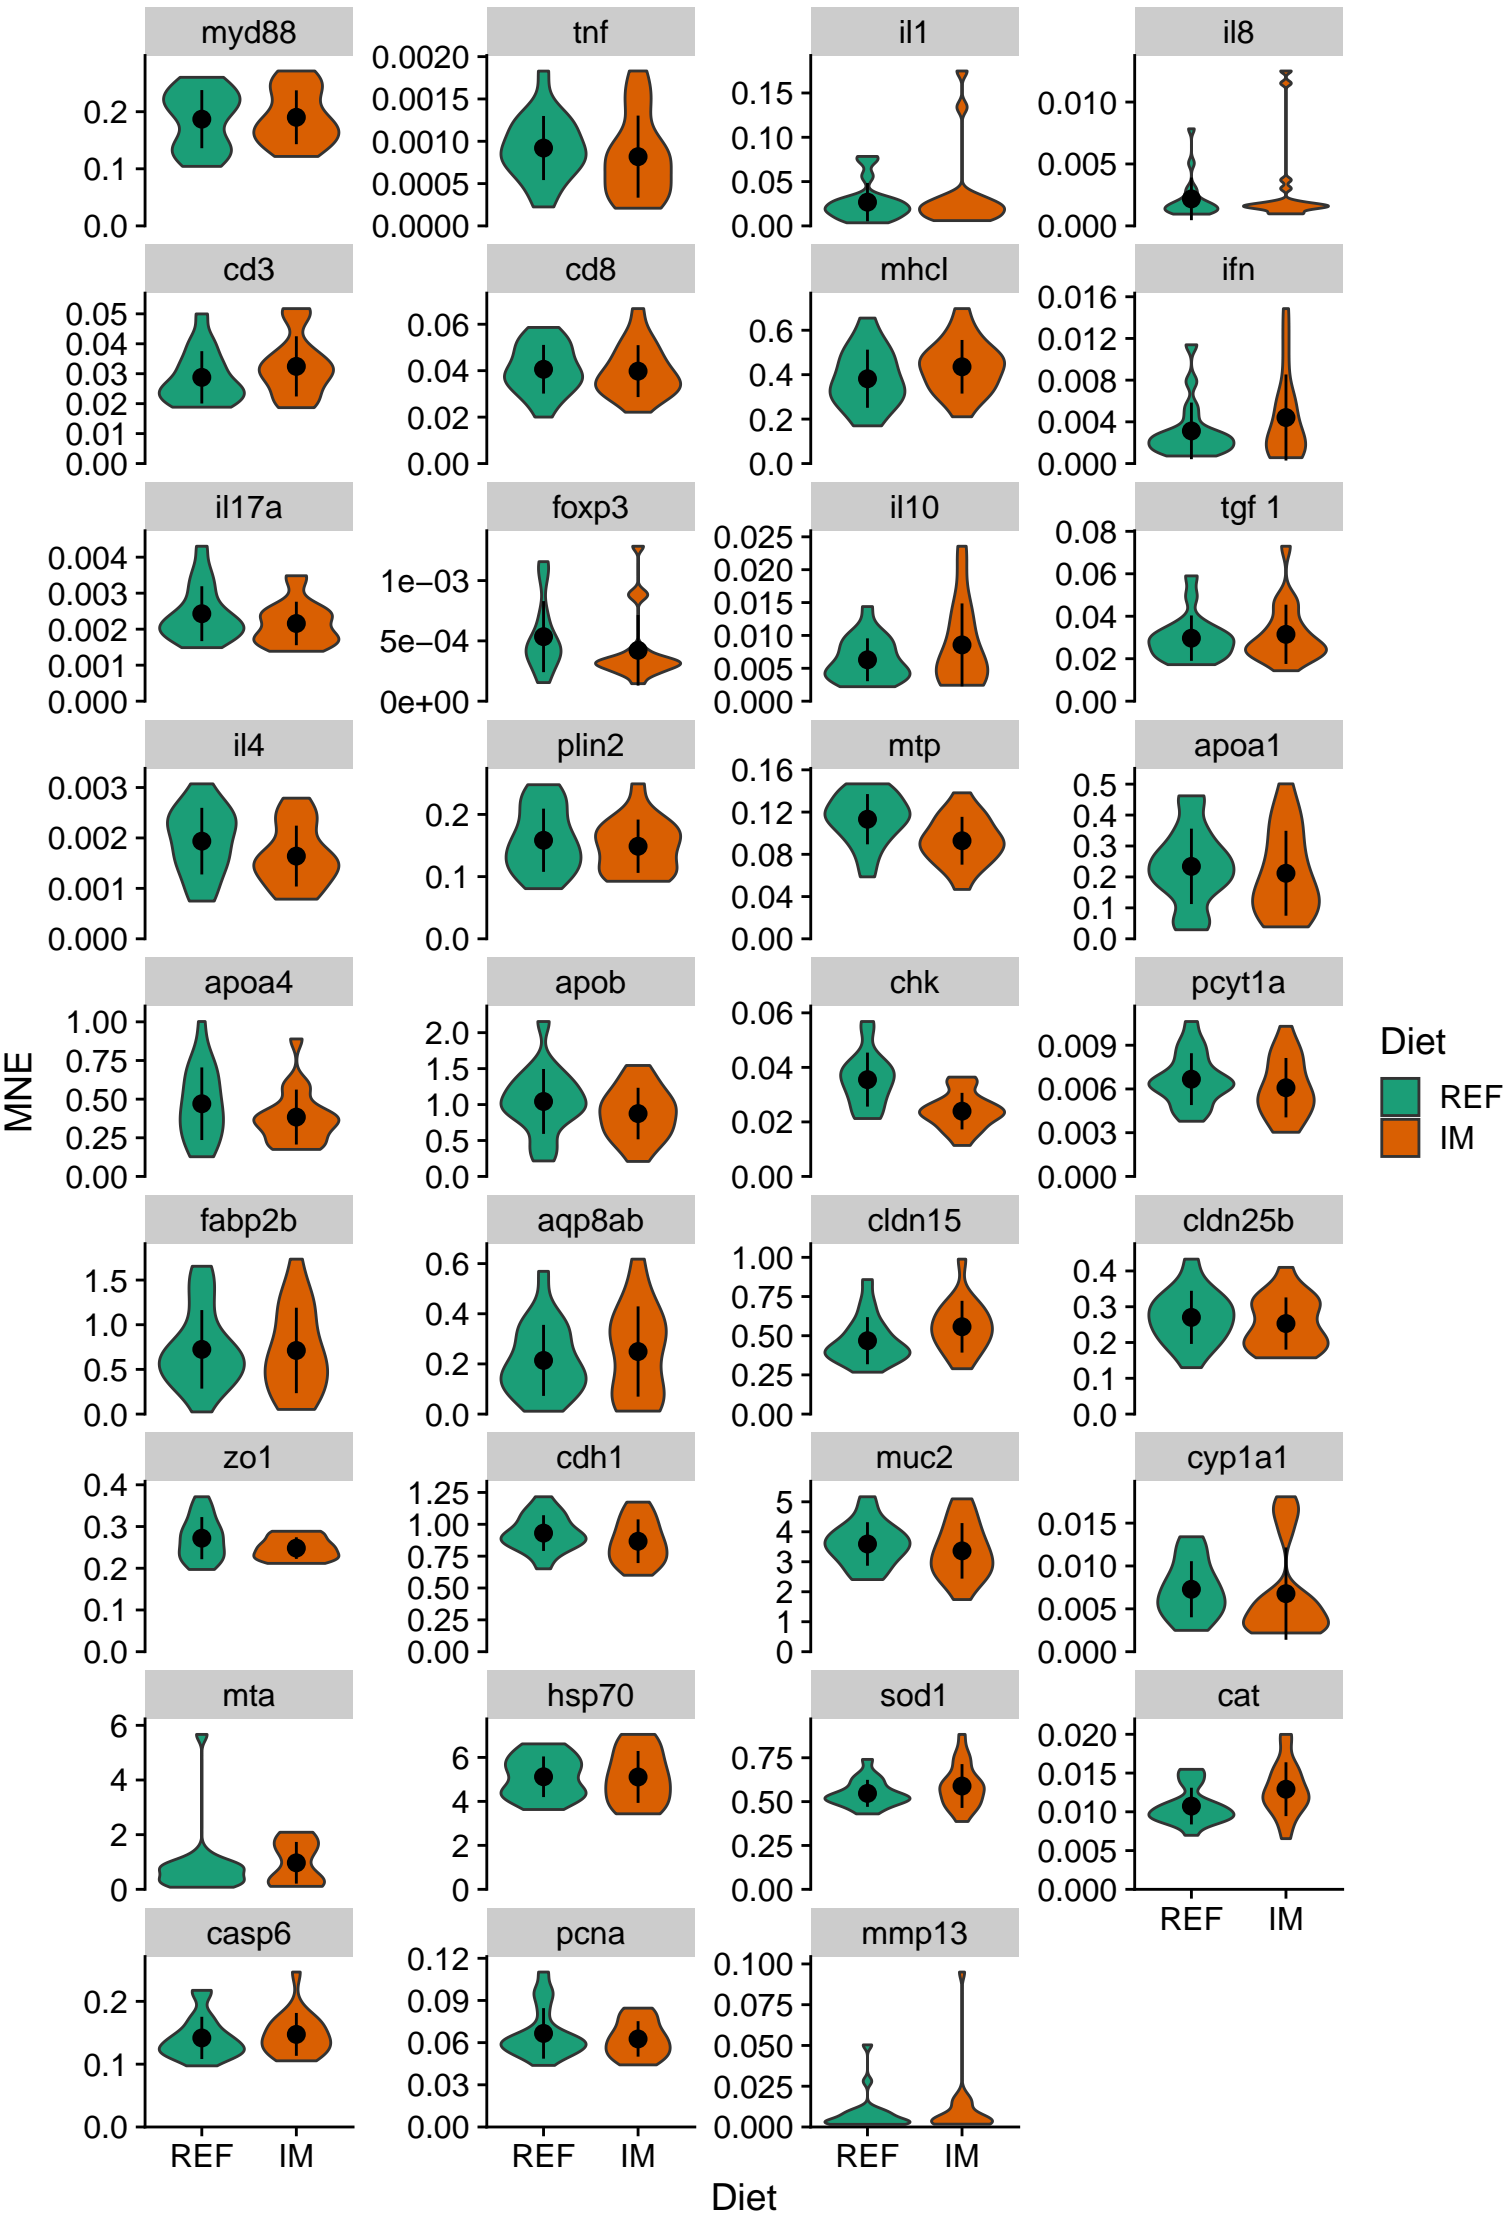 myd88 tnf il1 il8
0.2 0.1 0.0
0.0020 0.0015 0.0010 0.0005 0.0000
0.15 0.10 0.05 0.00
0.010 0.005 0.000
cd3 cd8 mhcI ifn
0.05 0.04 0.03 0.02 0.01 0.00
0.06 0.04 0.02 0.00
0.6 0.4 0.2 0.0
0.016 0.012 0.008 0.004 0.000
il17a foxp3 il10 tgf 1
0.004 0.003 0.002 0.001 0.000
1e−03 5e−04 0e+00
0.025 0.020 0.015 0.010 0.005 0.000
0.08 0.06 0.04 0.02 0.00
il4 plin2 mtp apoa1
0.003 0.002 0.001 0.000
0.2 0.1 0.0
0.16 0.12 0.08 0.04 0.00
0.5 0.4 0.3 0.2 0.1 0.0
apoa4 apob chk pcyt1a
1.00 0.75 0.50 0.25 0.00
2.0 1.5 1.0 0.5 0.0
0.06 0.04 0.02 0.00
0.009 0.006 0.003 0.000
MNE
Diet
REF
IM
fabp2b aqp8ab cldn15 cldn25b
1.5 1.0 0.5 0.0
0.6 0.4 0.2 0.0
1.00 0.75 0.50 0.25 0.00
0.4 0.3 0.2 0.1 0.0
zo1 cdh1 muc2 cyp1a1
0.4 0.3 0.2 0.1 0.0
1.25 1.00 0.75 0.50 0.25 0.00
5 4 3 2 1 0
0.015 0.010 0.005 0.000
mta hsp70 sod1 cat
6 4 2 0
6 4 2 0
0.75 0.50 0.25 0.00
0.020 0.015 0.010 0.005 0.000
REF IM
casp6 pcna mmp13
0.2 0.1 0.0
0.12 0.09 0.06 0.03 0.00
0.100 0.075 0.050 0.025 0.000
REF IM REF IM REF IM
Diet